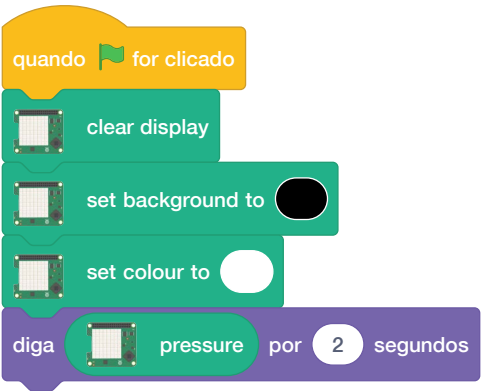 quando for clicado
clear display
set background to
set colour to
diga pressure por 2 segundos